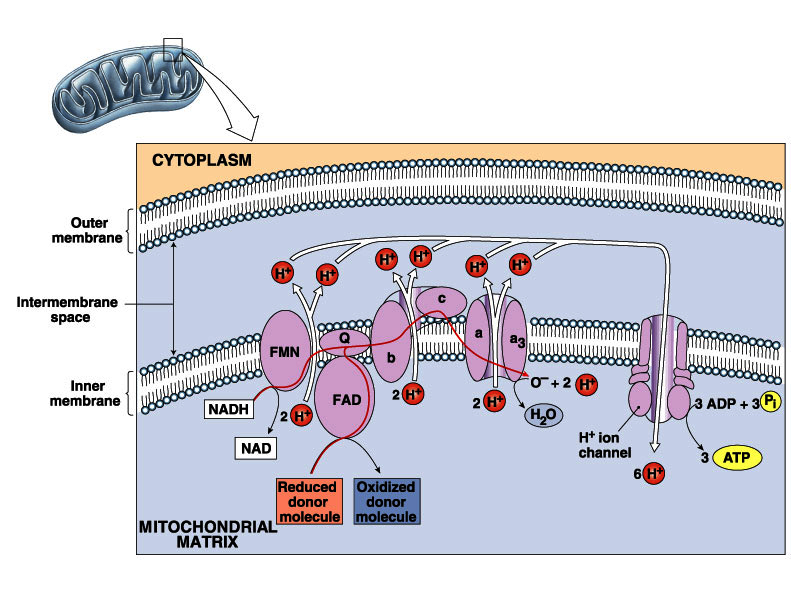 CYTOPLASM
Outer
membrane
Intermembrane
space
Inner
membrane
H⁺
H⁺
H⁺
H⁺
H⁺
H⁺
c
Q
FMN
b
a
a₃
FAD
NADH
NAD
2 H⁺
2 H⁺
2 H⁺
O⁻ + 2 H⁺
H₂O
H⁺ ion
channel
3 ADP + 3 Pi
3 ATP
6 H⁺
Reduced
donor
molecule
Oxidized
donor
molecule
MITOCHONDRIAL
MATRIX